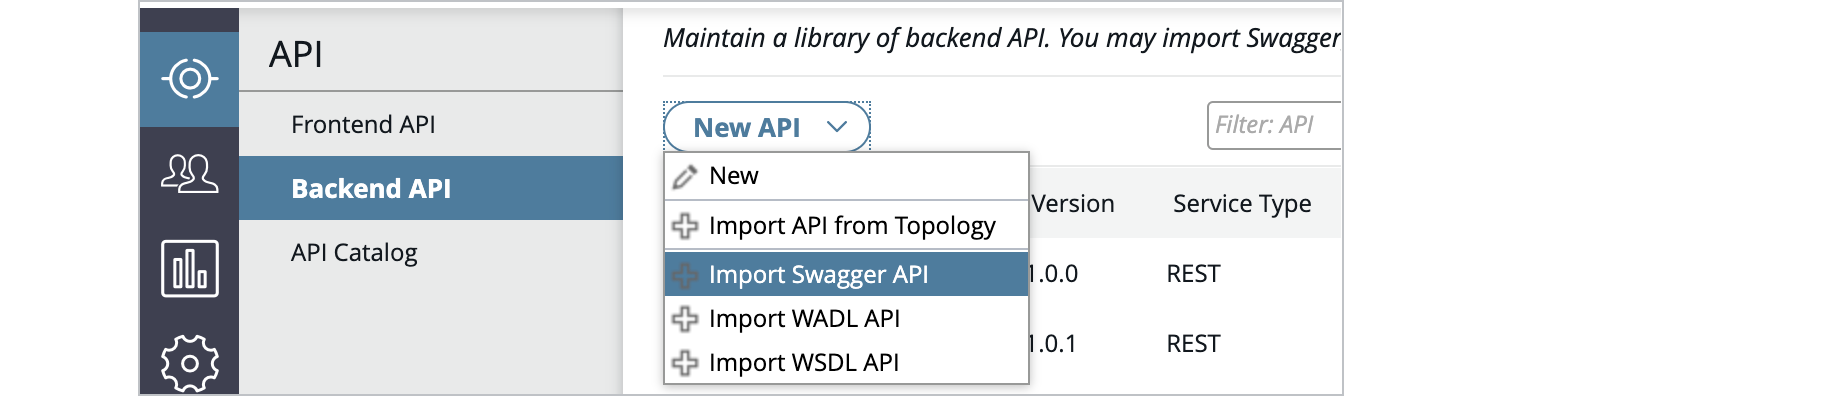 API
Frontend API
Backend API
API Catalog
Maintain a library of backend API. You may import Swagger
New API
Filter: API
New
Import API from Topology
Import Swagger API
Import WADL API
Import WSDL API
Version Service Type
1.0.0 REST
1.0.1 REST